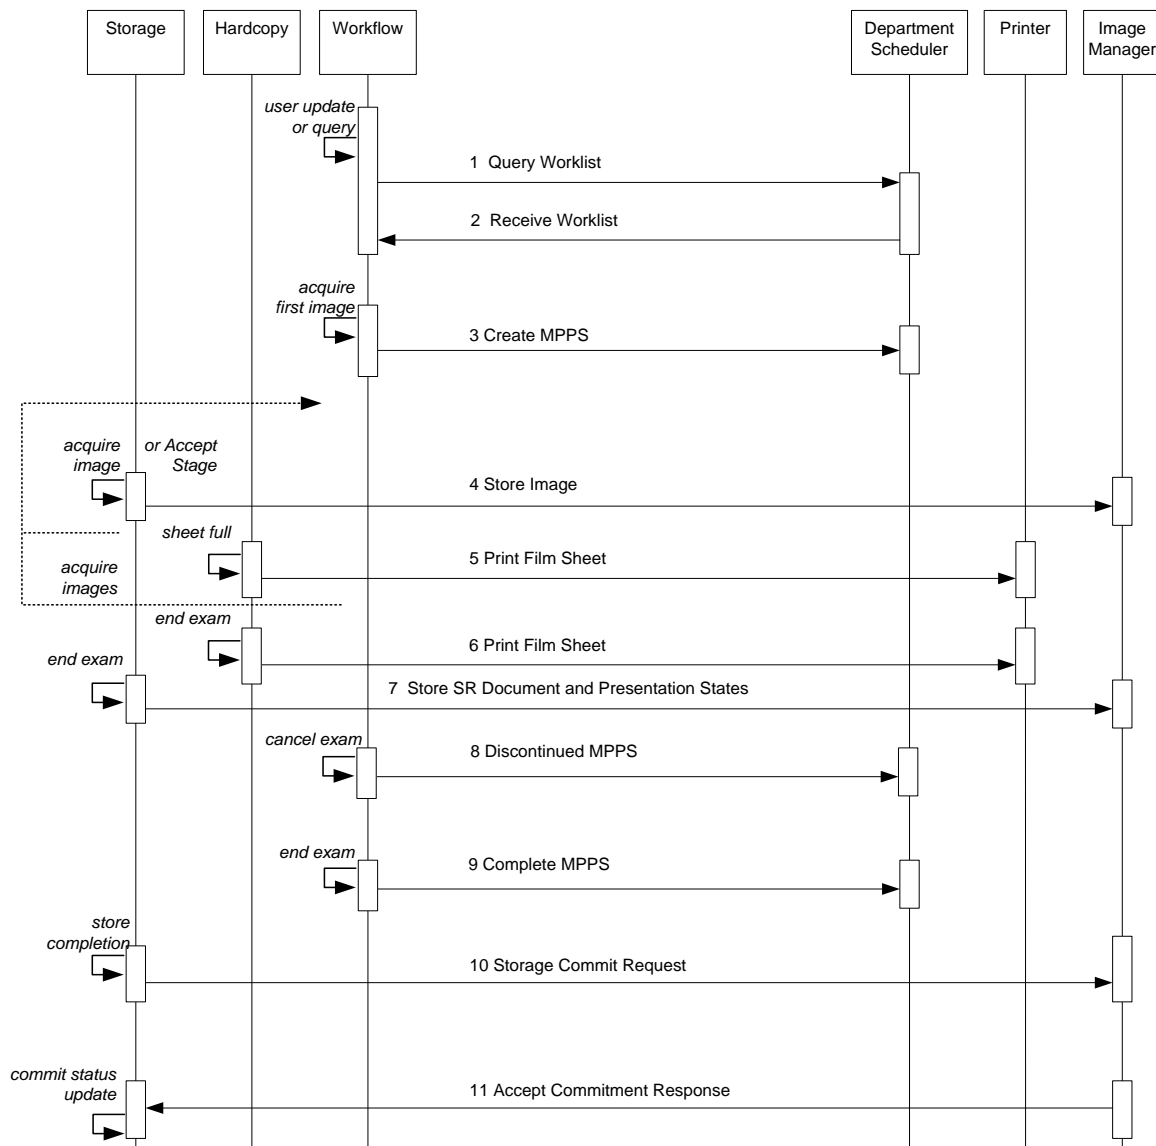 Storage
Hardcopy
Workflow
Department
Scheduler
Printer
Image
Manager
user update
or query
1  Query Worklist
2  Receive Worklist
acquire
first image
3 Create MPPS
acquire
image
or Accept
Stage
4 Store Image
sheet full
5 Print Film Sheet
acquire
images
end exam
6 Print Film Sheet
end exam
7  Store SR Document and Presentation States
cancel exam
8 Discontinued MPPS
end exam
9 Complete MPPS
store
completion
10 Storage Commit Request
commit status
update
11 Accept Commitment Response